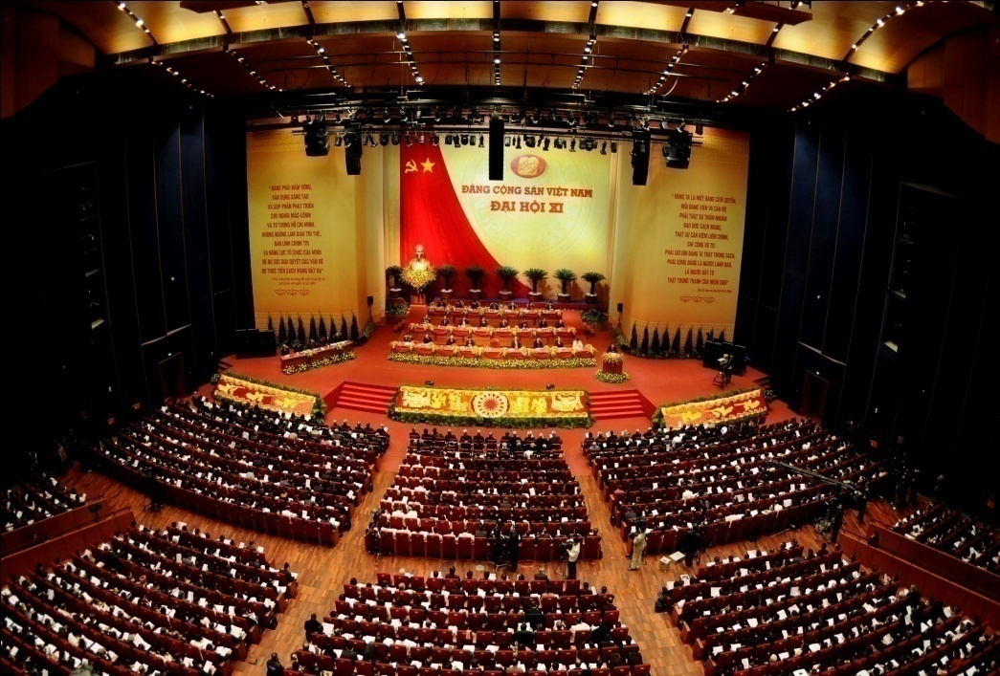 " ĐẢNG PHẢI NẮM VỮNG,
VẬN DỤNG SÁNG TẠO
VÀ GÓP PHẦN PHÁT TRIỂN
CHỦ NGHĨA MÁC-LÊNIN
VÀ TƯ TƯỞNG HỒ CHÍ MINH,
KHÔNG NGỪNG LÀM GIÀU TRÍ TUỆ,
BẢN LĨNH CHÍNH TRỊ
VÀ NĂNG LỰC TỔ CHỨC CỦA MÌNH
ĐỂ ĐỦ SỨC GIẢI QUYẾT CÁC VẤN ĐỀ
DO THỰC TIỄN CÁCH MẠNG ĐẶT RA"
ĐẢNG CỘNG SẢN VIỆT NAM
ĐẠI HỘI XI
" ĐẢNG TA LÀ MỘT ĐẢNG CẦM QUYỀN.
MỖI ĐẢNG VIÊN VÀ CÁN BỘ
PHẢI THẬT SỰ THẤM NHUẦN
ĐẠO ĐỨC CÁCH MẠNG,
THẬT SỰ CẦN KIỆM LIÊM CHÍNH,
CHÍ CÔNG VÔ TƯ.
PHẢI GIỮ GÌN ĐẢNG TA THẬT TRONG SẠCH,
PHẢI XỨNG ĐÁNG LÀ NGƯỜI LÃNH ĐẠO,
LÀ NGƯỜI ĐẦY TỚ
THẬT TRUNG THÀNH CỦA NHÂN DÂN"